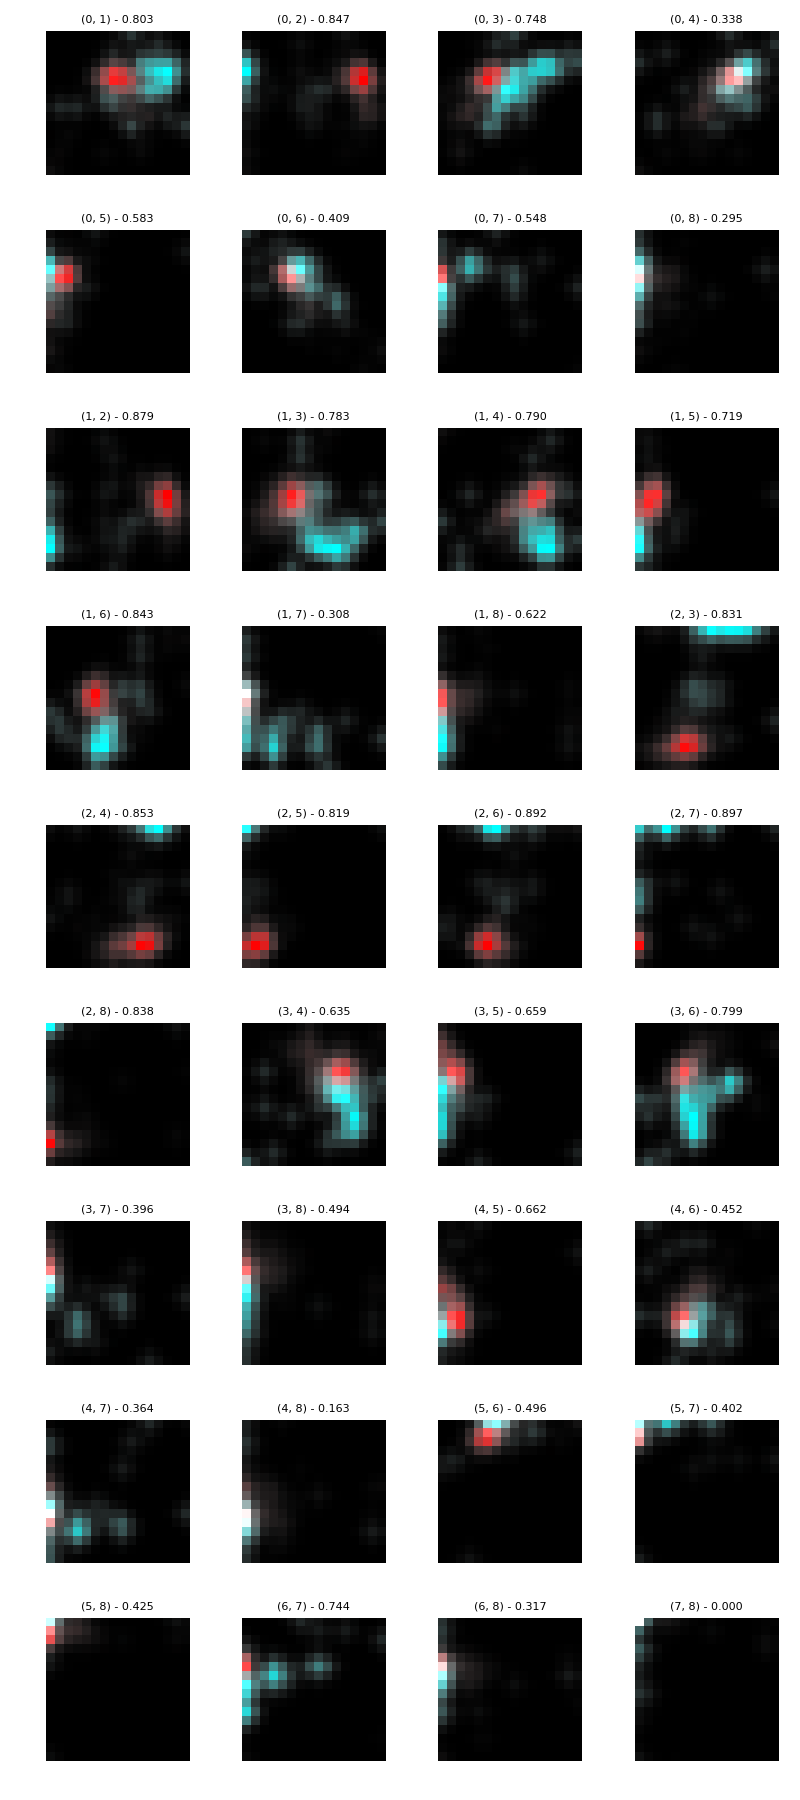 (0, 1) - 0.803 (0, 2) - 0.847 (0, 3) - 0.748 (0, 4) - 0.338
(0, 5) - 0.583 (0, 6) - 0.409 (0, 7) - 0.548 (0, 8) - 0.295
(1, 2) - 0.879 (1, 3) - 0.783 (1, 4) - 0.790 (1, 5) - 0.719
(1, 6) - 0.843 (1, 7) - 0.308 (1, 8) - 0.622 (2, 3) - 0.831
(2, 4) - 0.853 (2, 5) - 0.819 (2, 6) - 0.892 (2, 7) - 0.897
(2, 8) - 0.838 (3, 4) - 0.635 (3, 5) - 0.659 (3, 6) - 0.799
(3, 7) - 0.396 (3, 8) - 0.494 (4, 5) - 0.662 (4, 6) - 0.452
(4, 7) - 0.364 (4, 8) - 0.163 (5, 6) - 0.496 (5, 7) - 0.402
(5, 8) - 0.425 (6, 7) - 0.744 (6, 8) - 0.317 (7, 8) - 0.000